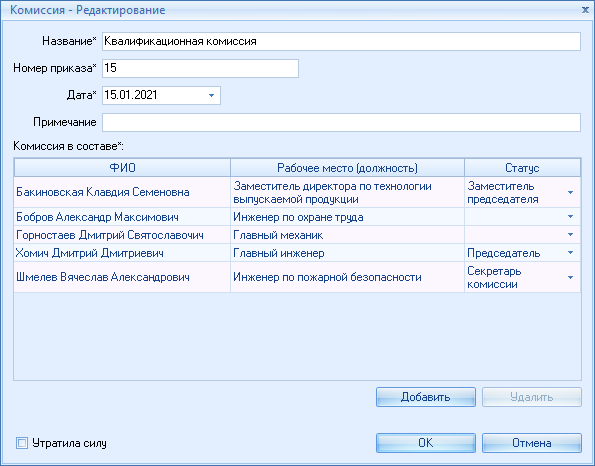 Комиссия - Редактирование
Название* Квалификационная комиссия
Номер приказа* 15
Дата* 15.01.2021
Примечание
Комиссия в составе*:
ФИО Рабочее место (должность) Статус
Бакиновская Клавдия Семеновна Заместитель директора по технологии выпускаемой продукции Заместитель председателя
Бобров Александр Максимович Инженер по охране труда
Горностаев Дмитрий Святославочич Главный механик
Хомич Дмитрий Дмитриевич Главный инженер Председатель
Шмелев Вячеслав Александрович Инженер по пожарной безопасности Секретарь комиссии
Добавить Удалить
Утратила силу OK Отмена